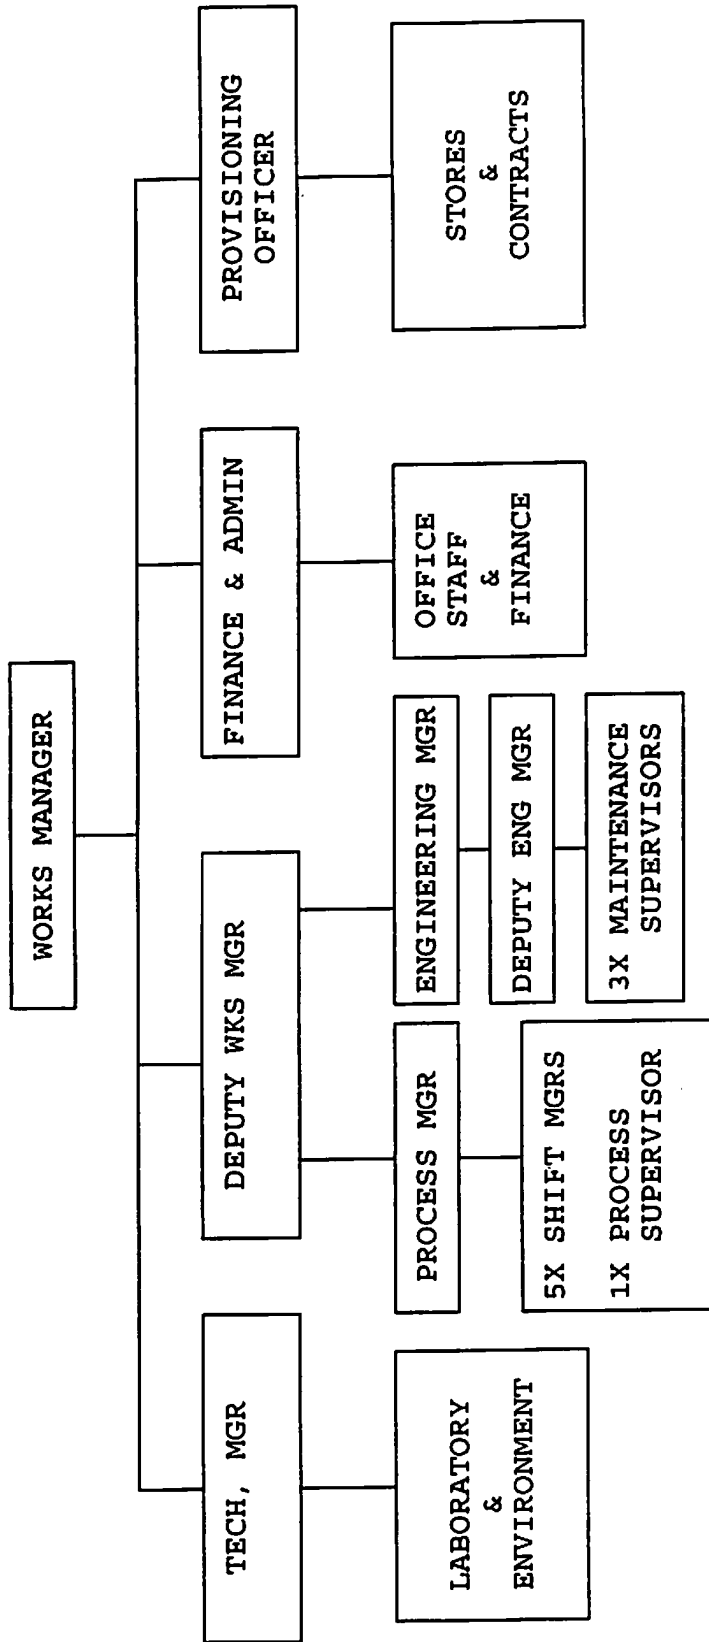 WORKS MANAGER
TECH, MGR
DEPUTY WKS MGR
FINANCE & ADMIN
PROVISIONING
OFFICER
LABORATORY
&
ENVIRONMENT
PROCESS MGR
ENGINEERING MGR
OFFICE
STAFF
&
FINANCE
STORES
&
CONTRACTS
DEPUTY ENG MGR
5X SHIFT MGRS
1X PROCESS
SUPERVISOR
3X MAINTENANCE
SUPERVISORS